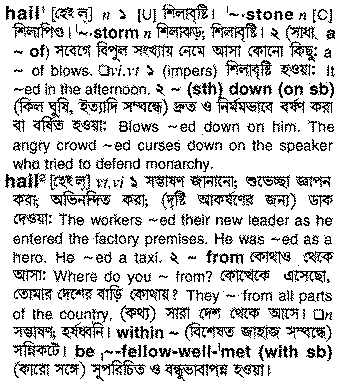 hail¹ [হেইল্] n ১ [U] শিলাবৃষ্টি। '~·stone n [C]
শিলাপিণ্ড। '~·storm n শিলাঝড়; শিলাবৃষ্টি। ২ (সাধা. a
~ of) সবেগে বিপুল সংখ্যায় নেমে আসা কোনো কিছু: a
~ of blows. □vi.vt ১ (impers) শিলাবৃষ্টি হওয়া: It
~ed in the afternoon. ২ ~ (sth) down (on sb)
(কিল ঘুষি, ইত্যাদি সম্বন্ধে) দ্রুত ও নির্মমভাবে বর্ষণ করা
বা বর্ষিত হওয়া: Blows ~ed down on him. The
angry crowd ~ed curses down on the speaker
who tried to defend monarchy.
hail² [হেইল্] vt,vi ১ সম্ভাষণ জানানো; শুভেচ্ছা জ্ঞাপন
করা; অভিনন্দিত করা; (দৃষ্টি আকর্ষণের জন্য) ডাক
দেওয়া: The workers ~ed their new leader as he
entered the factory premises. He was ~ed as a
hero. He ~ed a taxi. ২ ~ from কোথাও থেকে
আসা: Where do you ~ from? কোত্থেকে এসেছো,
তোমার দেশের বাড়ি কোথায়? They ~ from all parts
of the country, (কথ্য) সারা দেশ থেকে আসে। □n
সম্ভাষণ; হর্ষধ্বনি। within ~ (বিশেষত জাহাজ সম্বন্ধে)
সন্নিকটে। be ˌ~-fellow-well-'met (with sb)
(কারো সঙ্গে) সুপরিচিত ও বন্ধুভাবাপন্ন হওয়া।